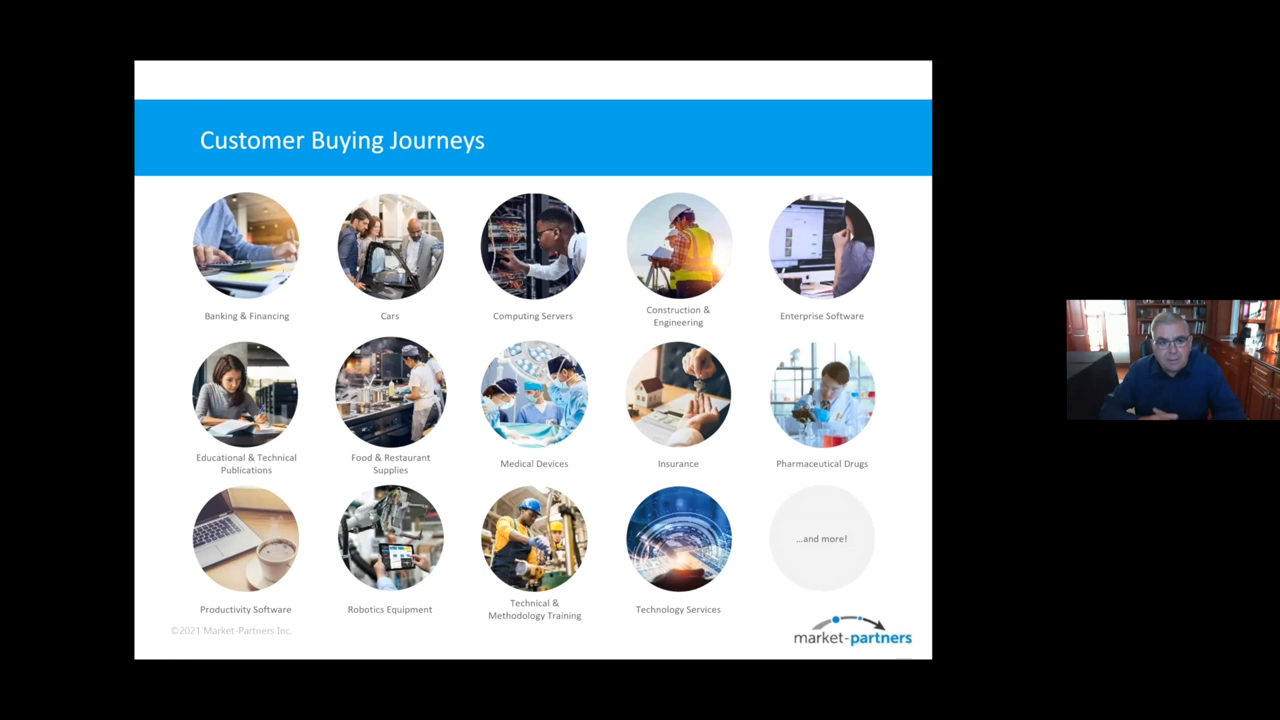 Customer Buying Journeys
Banking & Financing
Cars
Computing Servers
Construction &
Engineering
Enterprise Software
Educational & Technical
Publications
Food & Restaurant
Supplies
Medical Devices
Insurance
Pharmaceutical Drugs
Productivity Software
Robotics Equipment
Technical &
Methodology Training
Technology Services
...and more!
©2021 Market-Partners Inc.
market-partners